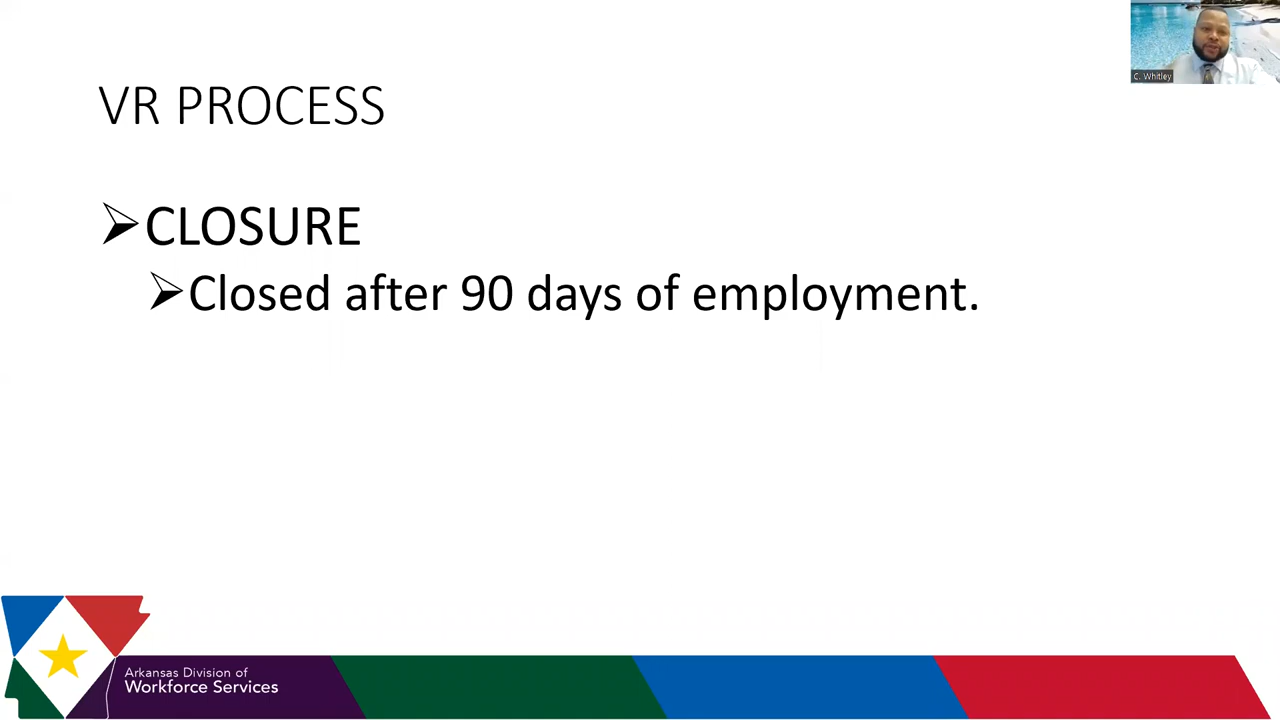 C. Whitley
VR PROCESS
CLOSURE
Closed after 90 days of employment.
Arkansas Division of
Workforce Services